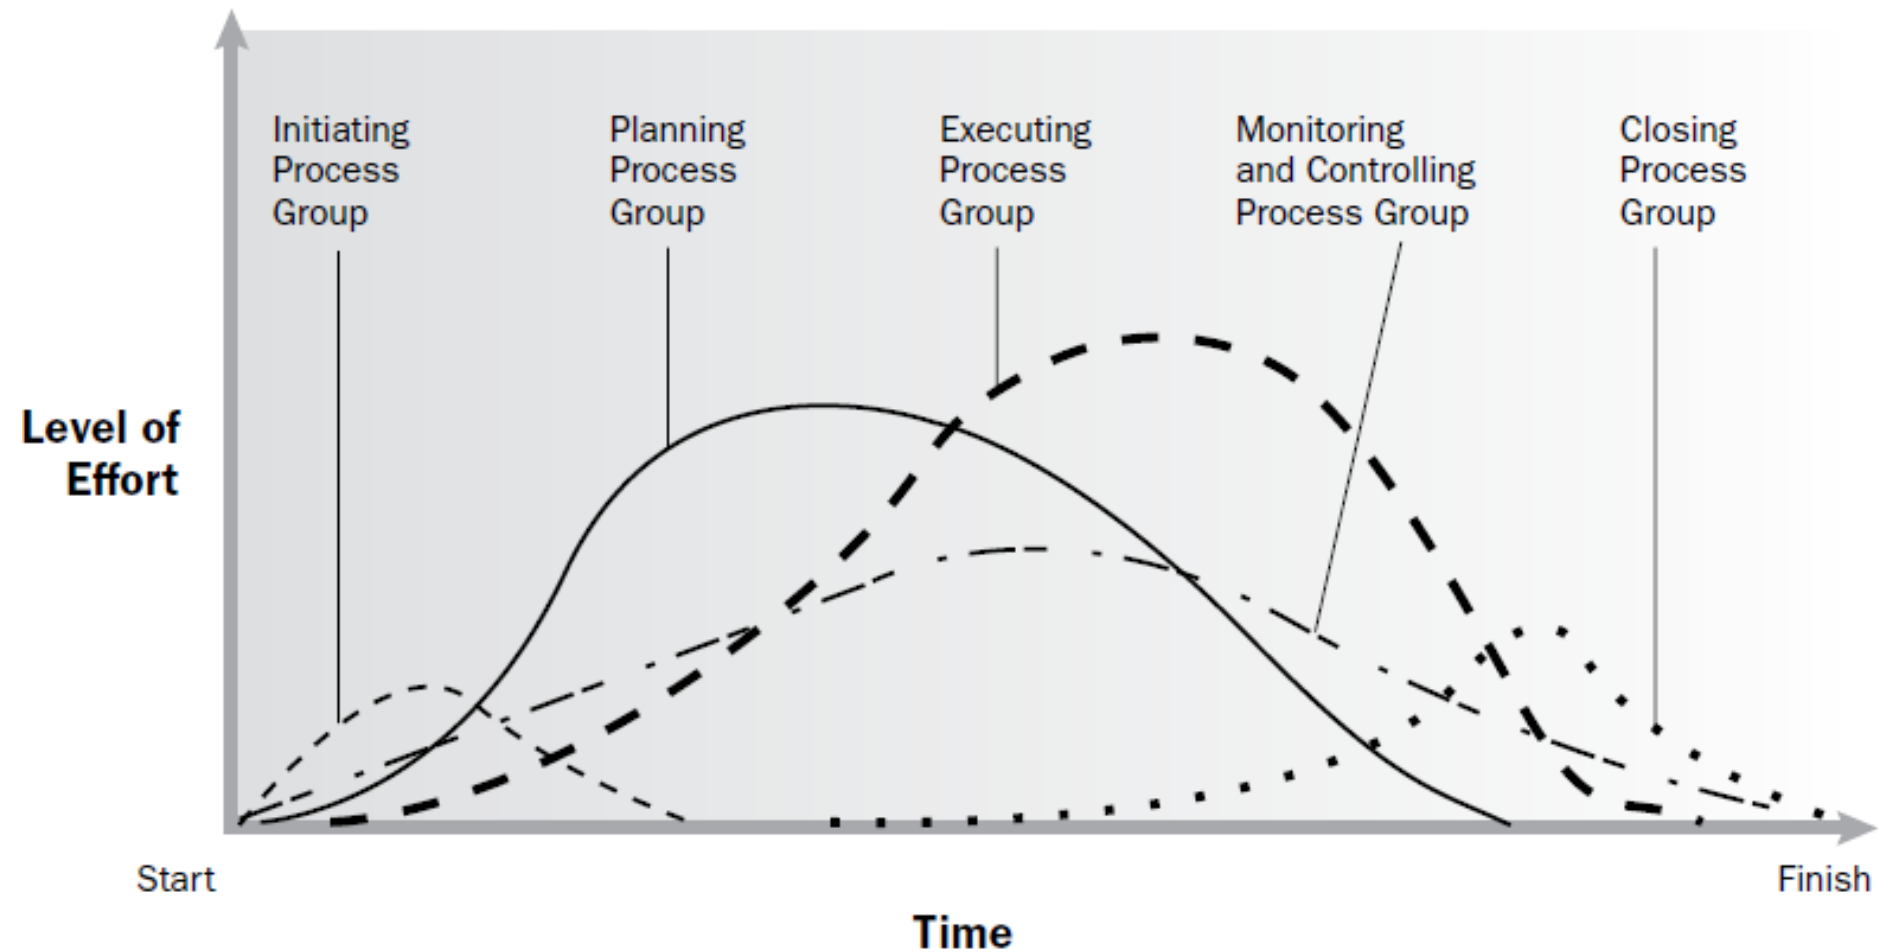 Initiating
Process
Group
Planning
Process
Group
Executing
Process
Group
Monitoring
and Controlling
Process Group
Closing
Process
Group
Level of
Effort
Start
Finish
Time